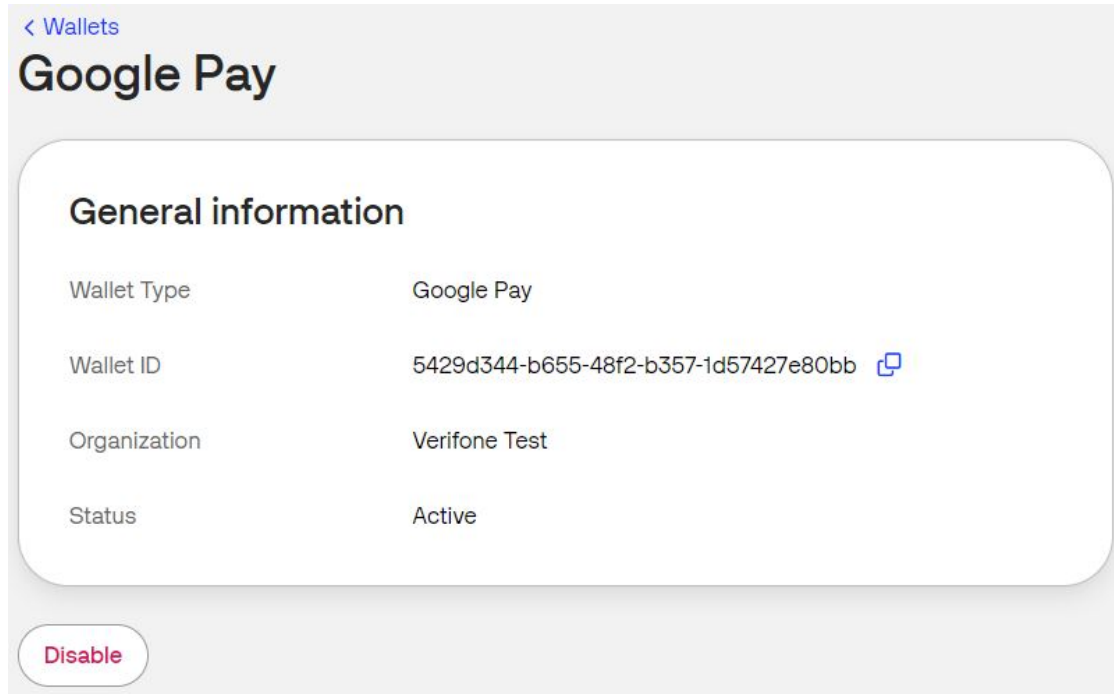 Wallets
Google Pay
General information
Wallet Type Google Pay
Wallet ID 5429d344-b655-48f2-b357-1d57427e80bb
Organization Verifone Test
Status Active
Disable